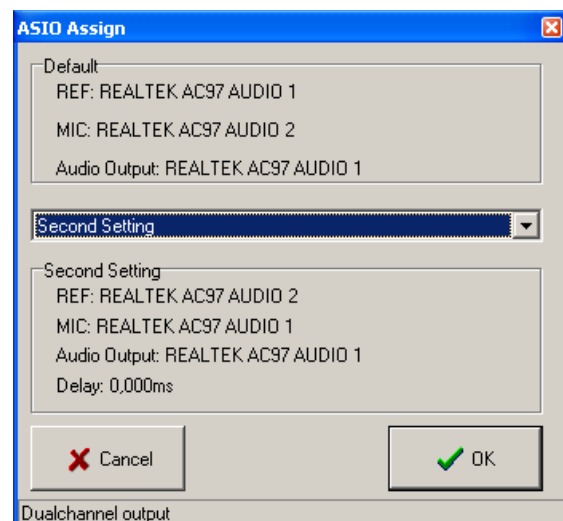 ASIO Assign
Default
REF: REALTEK AC97 AUDIO 1
MIC: REALTEK AC97 AUDIO 2
Audio Output: REALTEK AC97 AUDIO 1
Second Setting
Second Setting
REF: REALTEK AC97 AUDIO 2
MIC: REALTEK AC97 AUDIO 1
Audio Output: REALTEK AC97 AUDIO 1
Delay: 0,000ms
Cancel
OK
Dualchannel output